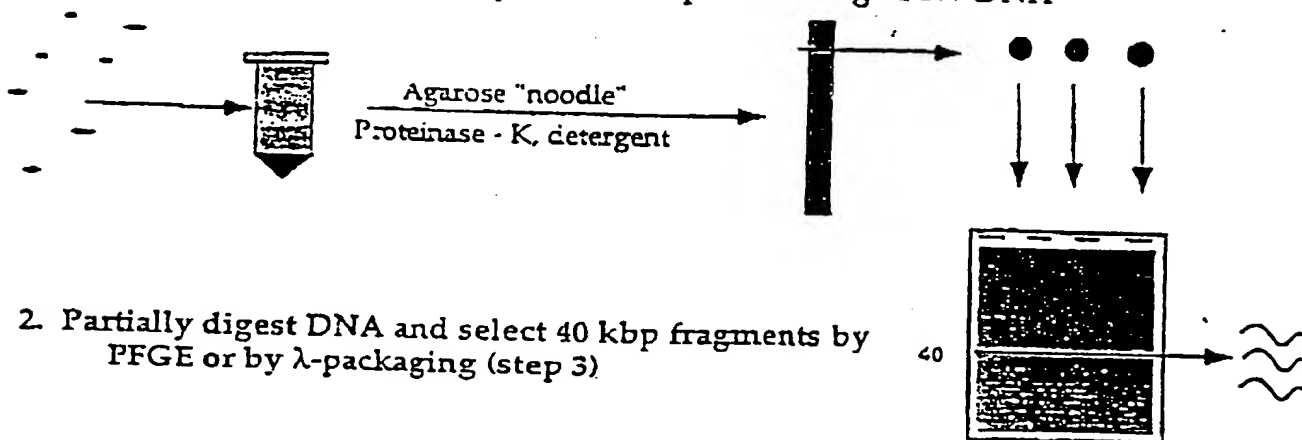 DNA
Agarose "noodle"
Proteinase - K, detergent
2. Partially digest DNA and select 40 kbp fragments by
PFGE or by λ-packaging (step 3)
40